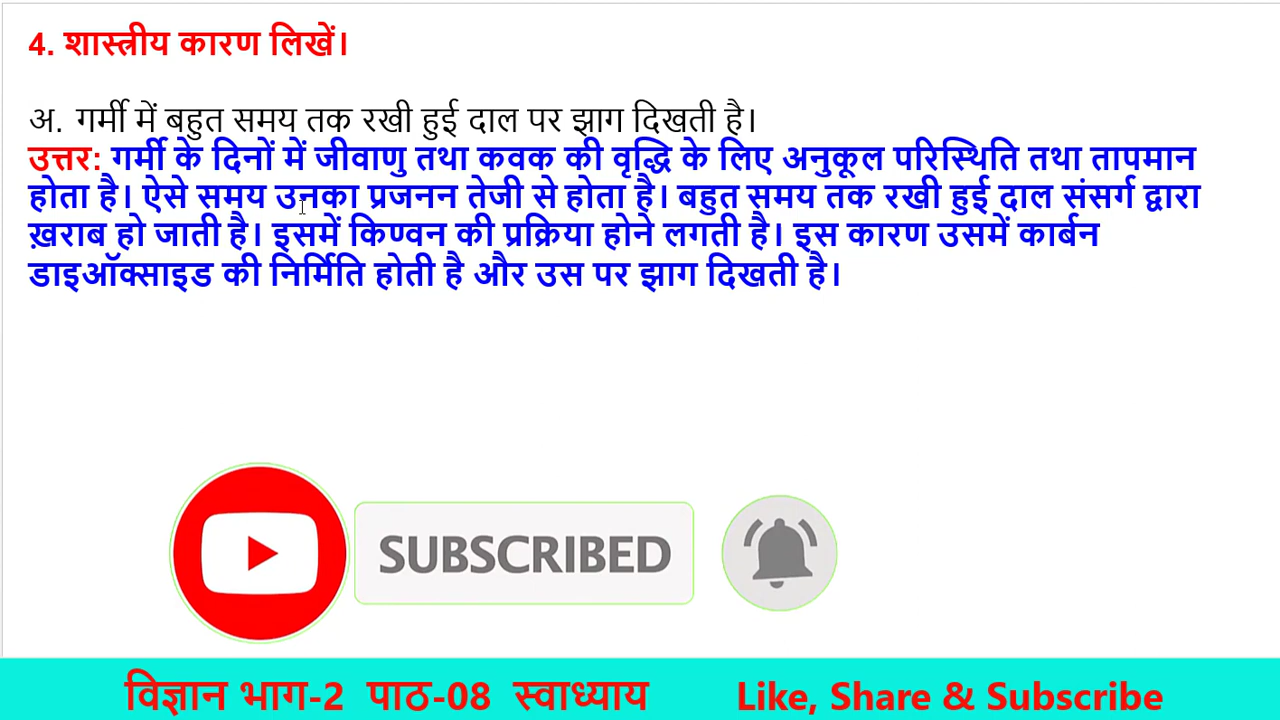 4. शास्त्रीय कारण लिखें।
अ. गर्मी में बहुत समय तक रखी हुई दाल पर झाग दिखती है।
उत्तर: गर्मी के दिनों में जीवाणु तथा कवक की वृद्धि के लिए अनुकूल परिस्थिति तथा तापमान
होता है। ऐसे समय उनका प्रजनन तेजी से होता है। बहुत समय तक रखी हुई दाल संसर्ग द्वारा
ख़राब हो जाती है। इसमें किण्वन की प्रक्रिया होने लगती है। इस कारण उसमें कार्बन
डाइऑक्साइड की निर्मिति होती है और उस पर झाग दिखती है।
SUBSCRIBED
विज्ञान भाग-2 पाठ-08 स्वाध्याय Like, Share & Subscribe